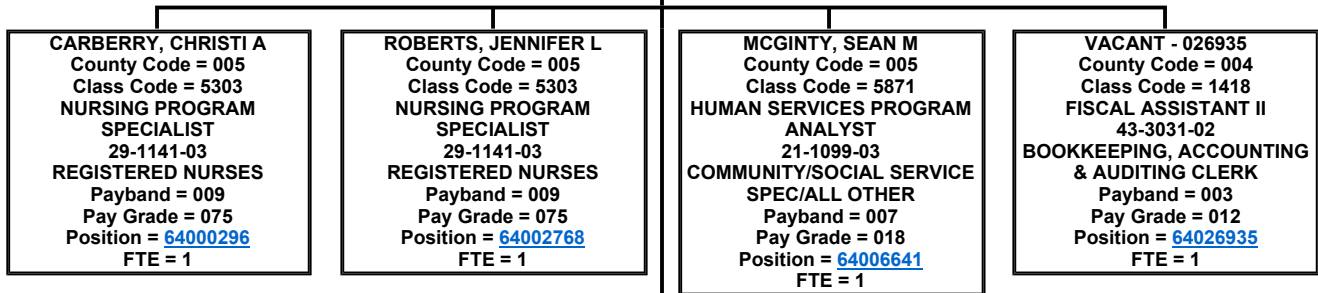 CARBERRY, CHRISTI A
County Code = 005
Class Code = 5303
NURSING PROGRAM
SPECIALIST
29-1141-03
REGISTERED NURSES
Payband = 009
Pay Grade = 075
Position = 64000296
FTE = 1
ROBERTS, JENNIFER L
County Code = 005
Class Code = 5303
NURSING PROGRAM
SPECIALIST
29-1141-03
REGISTERED NURSES
Payband = 009
Pay Grade = 075
Position = 64002768
FTE = 1
MCGINTY, SEAN M
County Code = 005
Class Code = 5871
HUMAN SERVICES PROGRAM
ANALYST
21-1099-03
COMMUNITY/SOCIAL SERVICE
SPEC/ALL OTHER
Payband = 007
Pay Grade = 018
Position = 64006641
FTE = 1
VACANT - 026935
County Code = 004
Class Code = 1418
FISCAL ASSISTANT II
43-3031-02
BOOKKEEPING, ACCOUNTING
& AUDITING CLERK
Payband = 003
Pay Grade = 012
Position = 64026935
FTE = 1